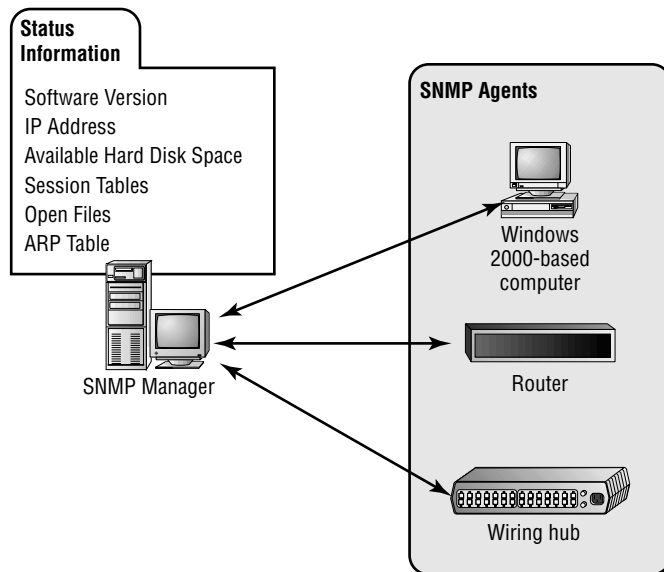 Status
Information
Software Version
IP Address
Available Hard Disk Space
Session Tables
Open Files
ARP Table
SNMP Manager
SNMP Agents
Windows
2000-based
computer
Router
Wiring hub